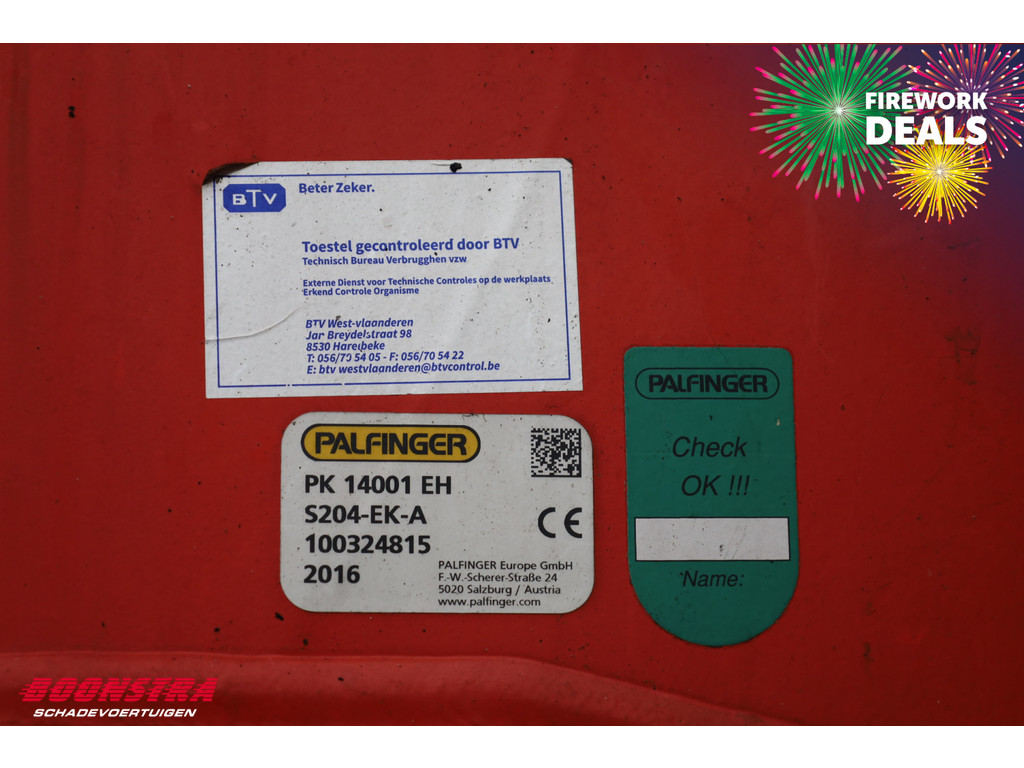 FIREWORK
DEALS
BTV
Beter Zeker.
Toestel gecontroleerd door BTV
Technisch Bureau Verbrugghen vzw
Externe Dienst voor Technische Controles op de werkplaats
Erkend Controle Organisme
BTV West-vlaanderen
Jan Breydelstraat 98
8530 Harelbeke
T: 056/70 54 05 - F: 056/70 54 22
E: btv westvlaanderen@btvcontrol.be
PALFINGER
Check
OK !!!
Name:
PALFINGER
PK 14001 EH
S204-EK-A
100324815
2016
CE
PALFINGER Europe GmbH
F.-W.-Scherer-Straße 24
5020 Salzburg / Austria
www.palfinger.com
BOONSTRA
SCHADEVOERTUIGEN